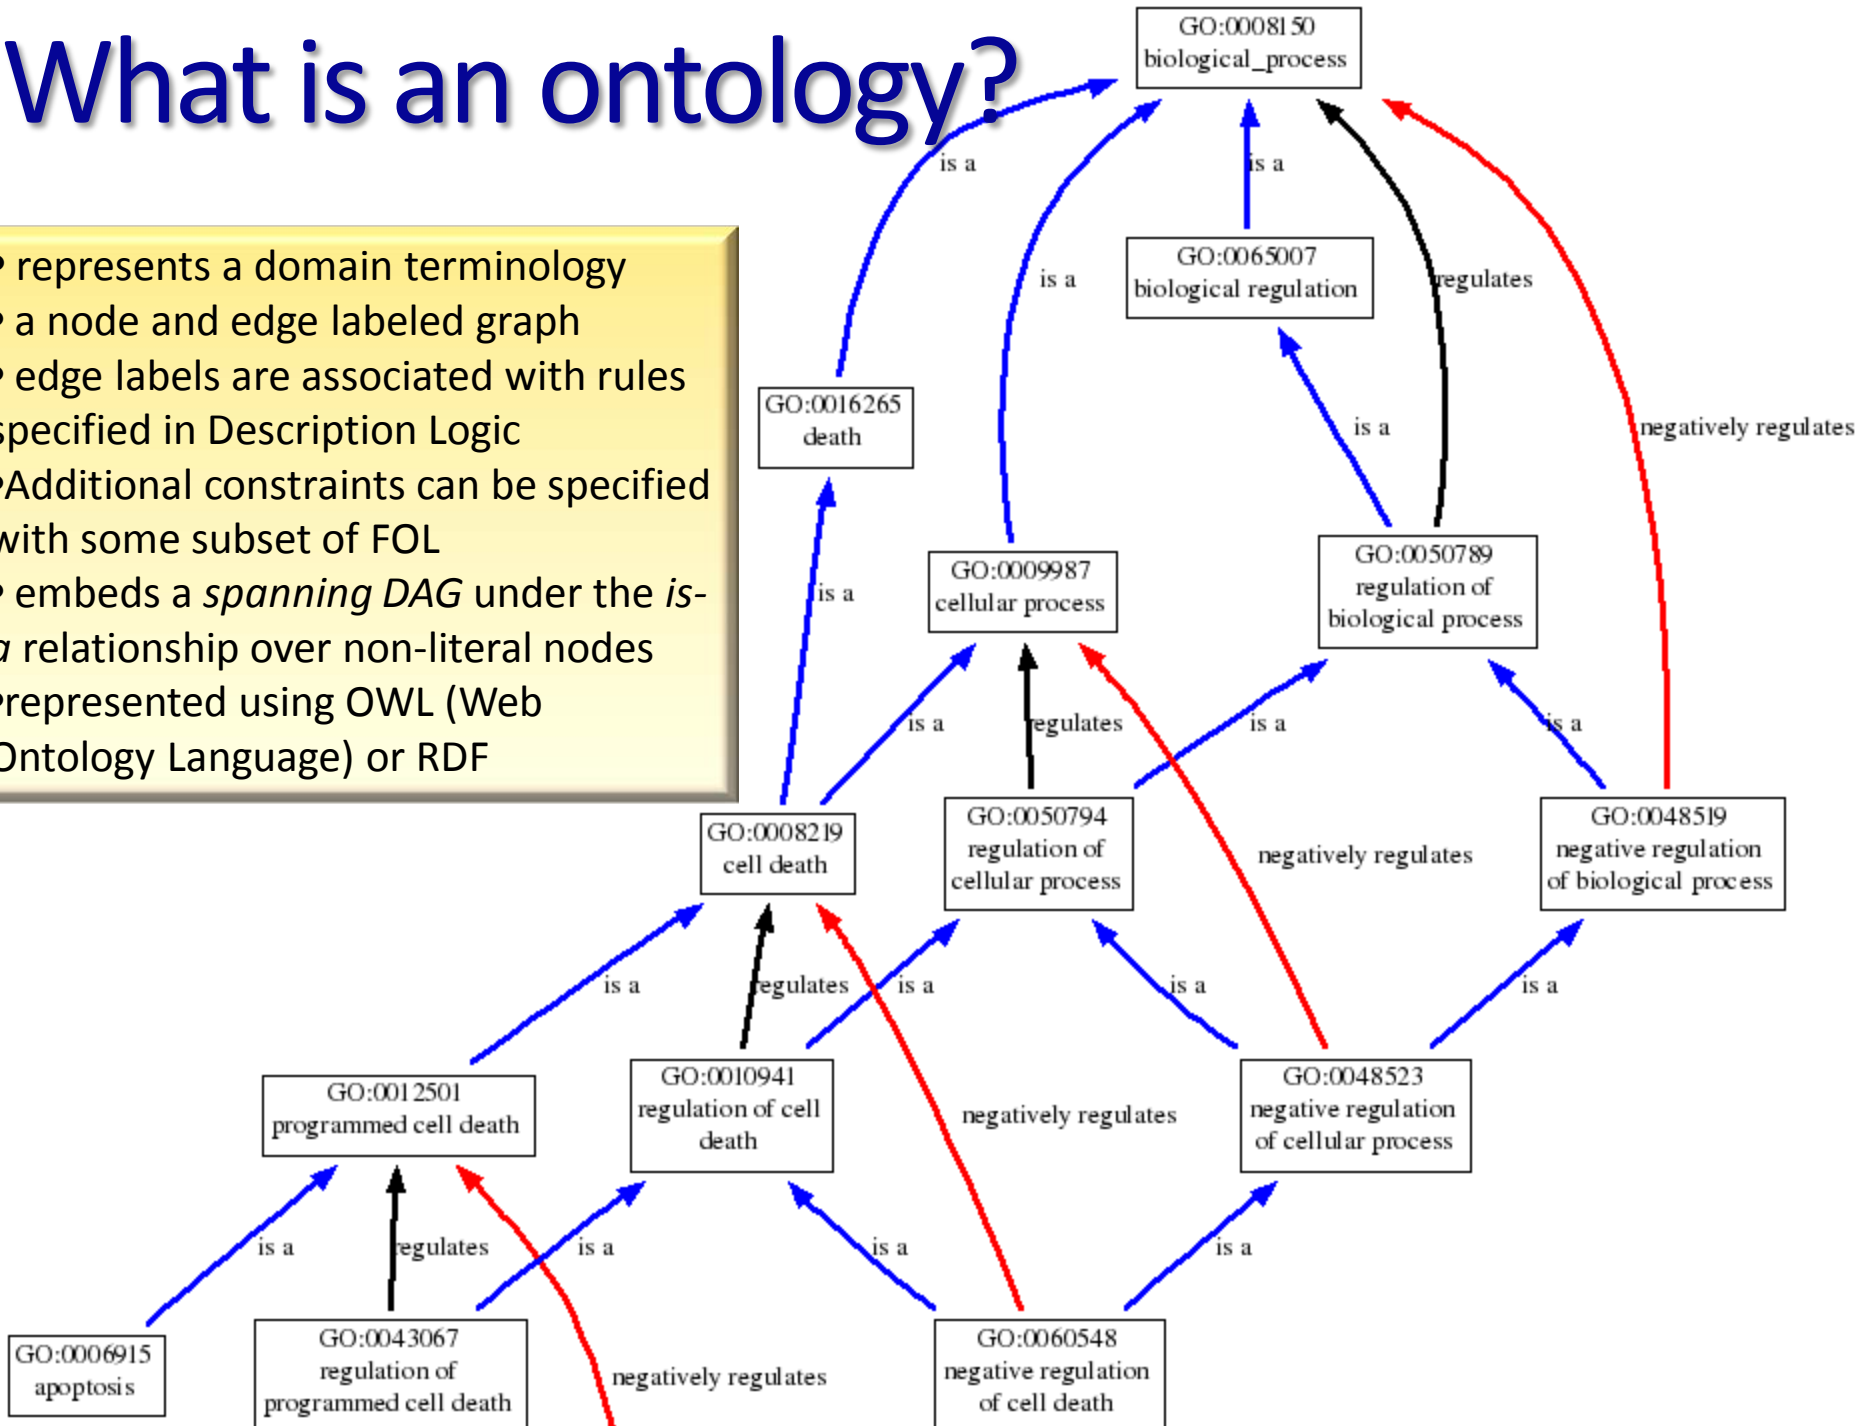 What is an ontology?
• represents a domain terminology
• a node and edge labeled graph
• edge labels are associated with rules
specified in Description Logic
•Additional constraints can be specified
with some subset of FOL
• embeds a spanning DAG under the is-
a relationship over non-literal nodes
•represented using OWL (Web
Ontology Language) or RDF
GO:0008150
biological_process
is a
is a
is a
regulates
GO:0065007
biological regulation
GO:0016265
death
is a
negatively regulates
GO:0009987
cellular process
GO:0050789
regulation of
biological process
is a
is a
regulates
is a
is a
GO:0008219
cell death
GO:0050794
regulation of
cellular process
negatively regulates
GO:0048519
negative regulation
of biological process
is a
regulates
is a
is a
is a
GO:0012501
programmed cell death
GO:0010941
regulation of cell
death
negatively regulates
GO:0048523
negative regulation
of cellular process
is a
regulates
is a
is a
is a
GO:0006915
apoptosis
GO:0043067
regulation of
programmed cell death
negatively regulates
GO:0060548
negative regulation
of cell death